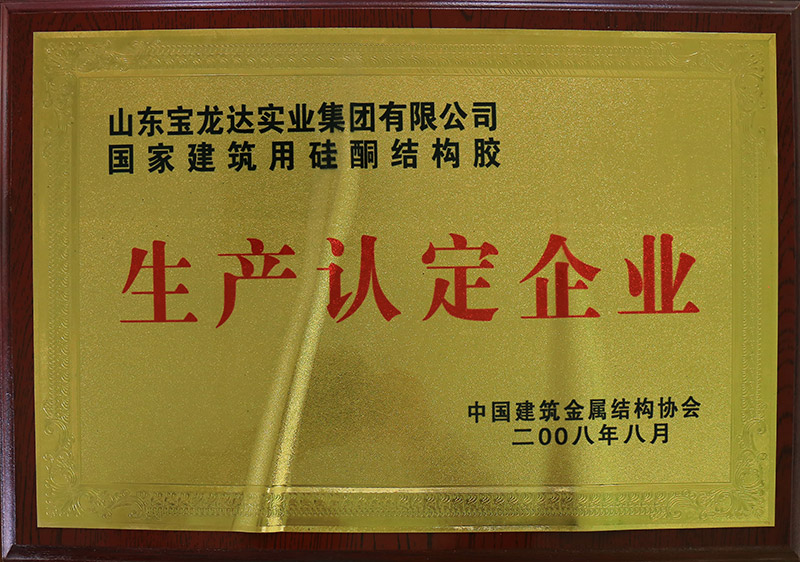 山东宝龙达实业集团有限公司
国家建筑用硅酮结构胶
生产认定企业
中国建筑金属结构协会
二00八年八月